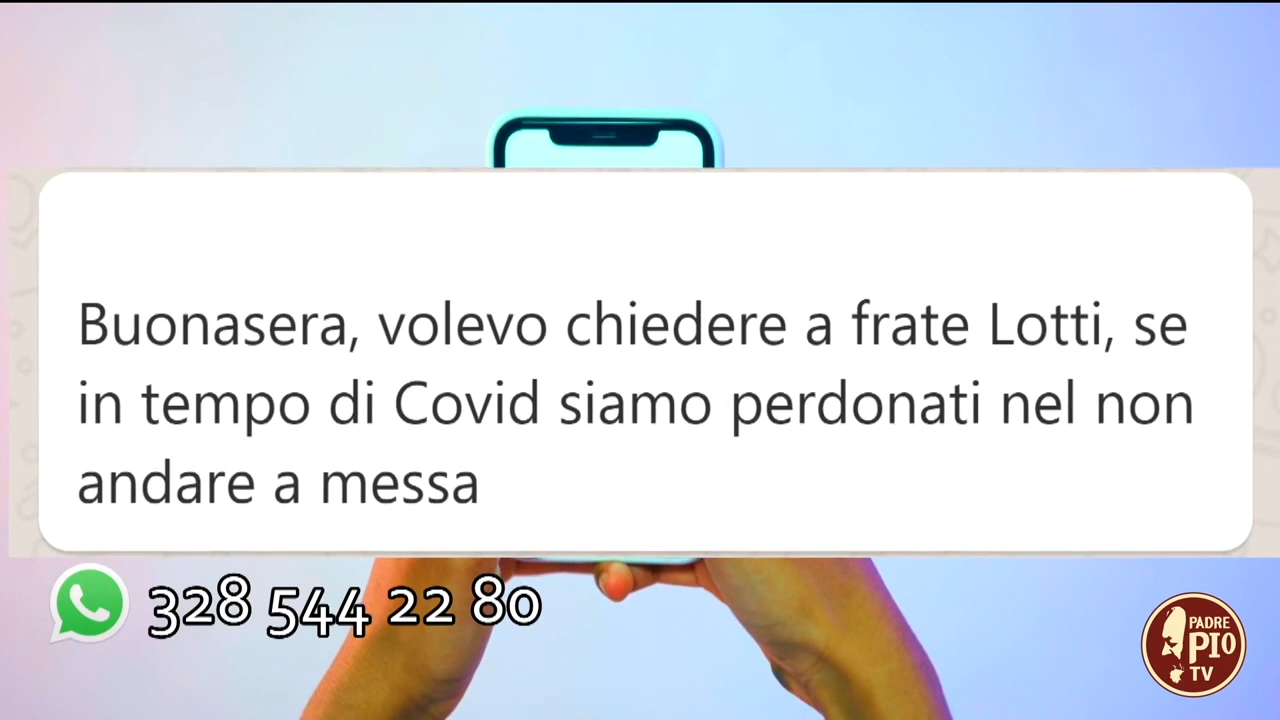 Buonasera, volevo chiedere a frate Lotti, se
in tempo di Covid siamo perdonati nel non
andare a messa
328 544 22 80
PADRE
PIO
TV